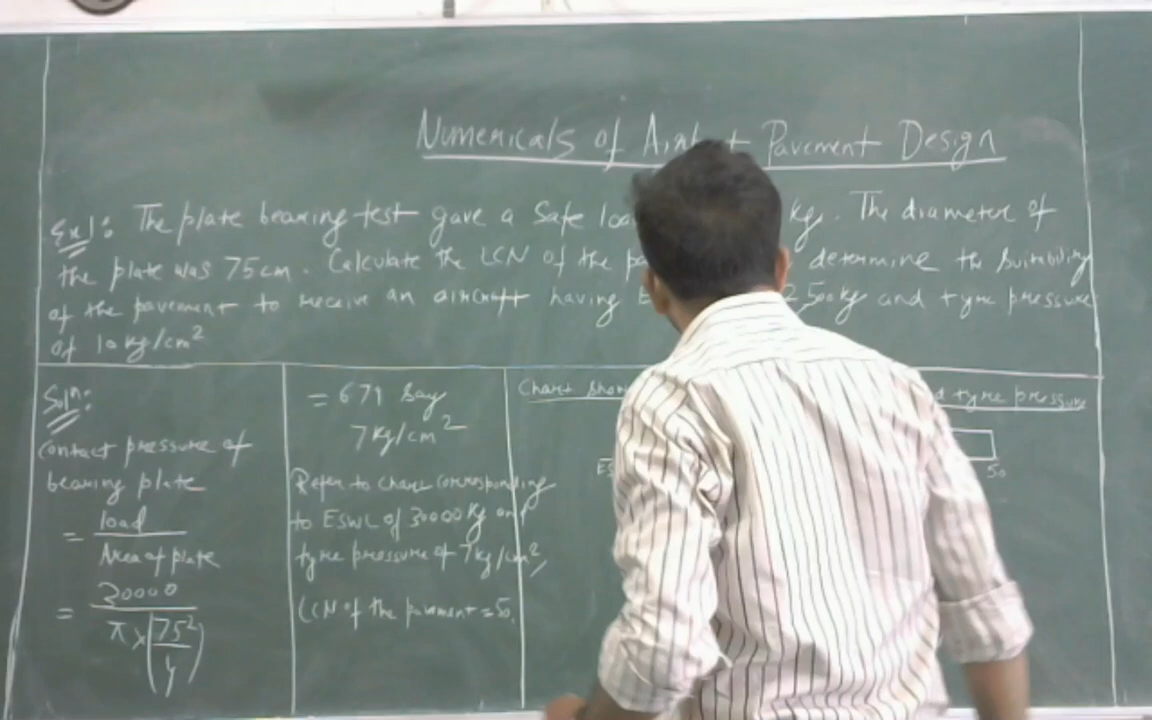 Numericals of Pavement Design
Ex1: The plate bearing test gave a Safe loa kg. The diameter of
the plate was 75cm. Calculate the LCN of the pa determine the Suitability
of the pavement to receive an aircraft having E 2500kg and tyre pressure
of 10kg/cm²
Soln:
Contact pressure of
bearing plate
= load
Area of plate
= 30000
π × (75²
4)
= 6.79 Say
7kg/cm²
Refer to chart corresponding
to ESWL of 30000 Kg and
tyre pressure of 7kg/cm²,
LCN of the pavement = 50.
Chart Show d tyre pressure
ES
50